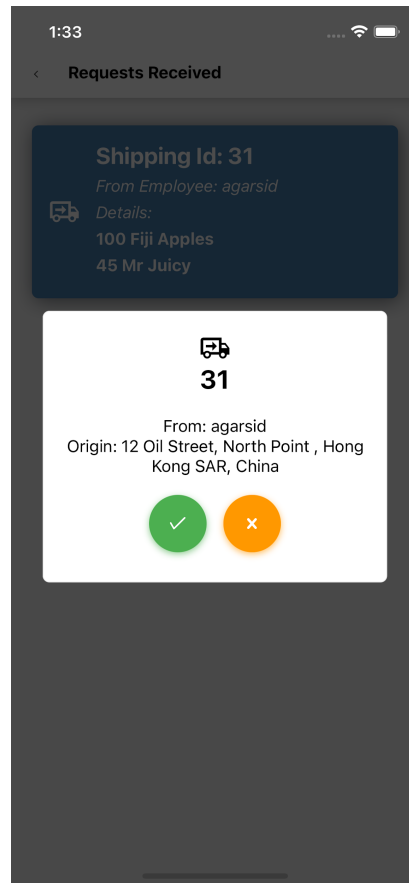 1:33
Requests Received
Shipping Id: 31
From Employee: agarsid
Details:
100 Fiji Apples
45 Mr Juicy
31
From: agarsid
Origin: 12 Oil Street, North Point , Hong
Kong SAR, China